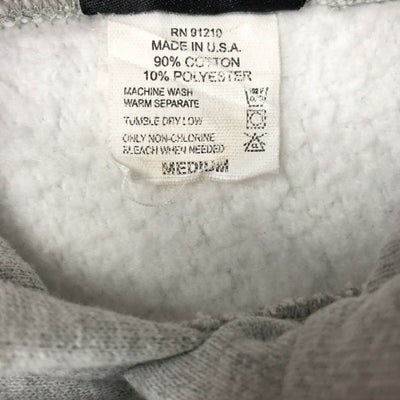 RN 91210
MADE IN U.S.A.
90% COTTON
10% POLYESTER
MACHINE WASH
WARM SEPARATE
TUMBLE DRY LOW
ONLY NON-CHLORINE
BLEACH WHEN NEEDED
MEDIUM